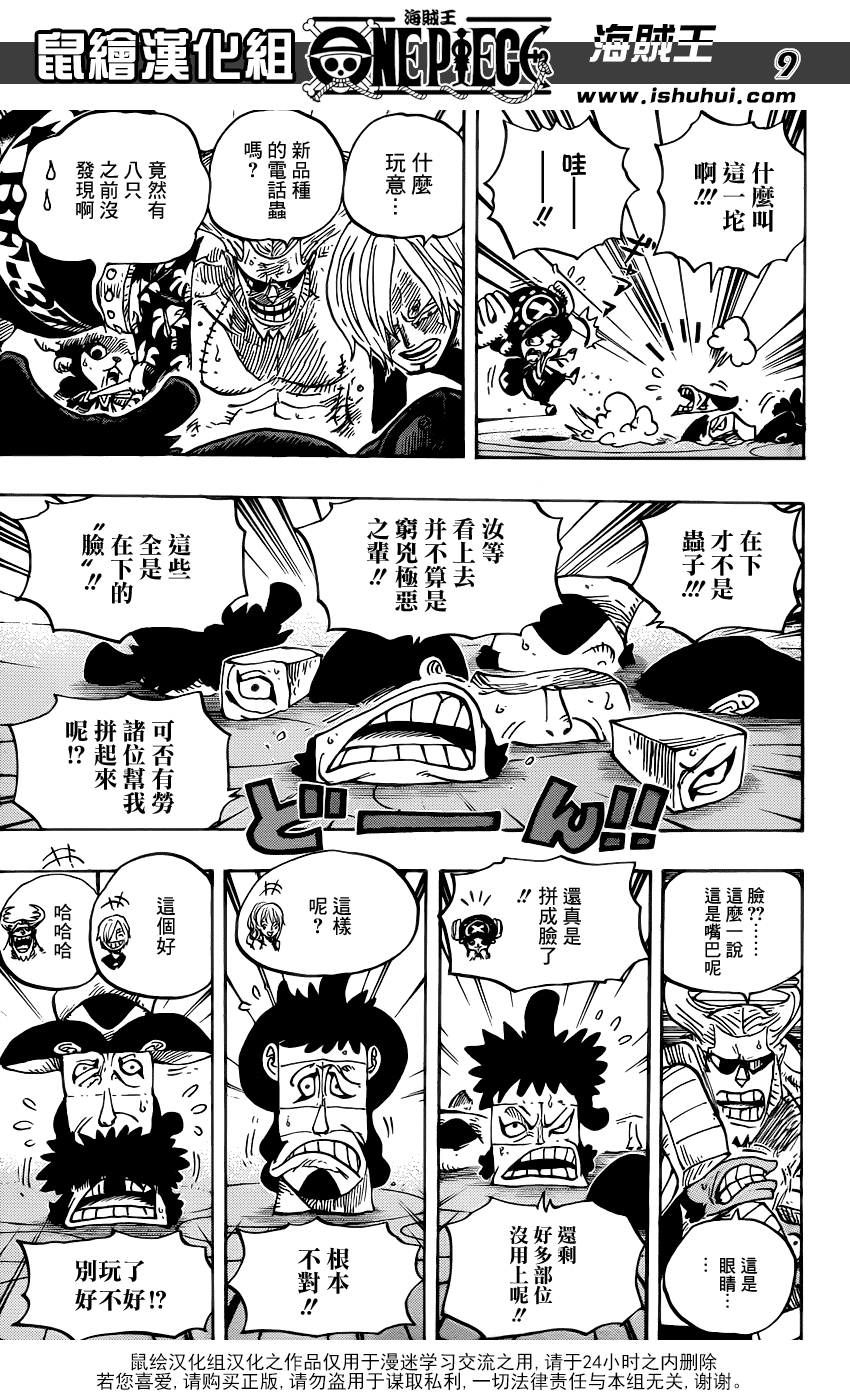 鼠繪漢化組
海賊王
ONE PIECE
海賊王
9
www.ishuhui.com
什麼叫
這一坨
啊!!!
哇——!!
ドサァ
什麼
玩意…
新品種
的電話蟲
嗎?
竟然有
八只
之前沒
發現啊
在下
才不是
蟲子!!!
汝等
看上去
并不算是
窮兇極惡
之輩!!
這些
全是
在下的
〝臉〞!!
可否有勞
諸位幫我
拼起來
呢!?
どーん!!
臉??……
這麼一說
這是嘴巴呢
這是
眼睛…
…
還真是
拼成臉了
!!
還剩
好多部位
沒用上呢!!
這樣
呢?
根本
不對!!
這個好
哈哈哈
別玩了
好不好!?
鼠绘汉化组汉化之作品仅用于漫迷学习交流之用, 请于24小时之内删除
若您喜爱, 请购买正版, 请勿用于谋取私利, 一切法律责任与本组无关, 谢谢。